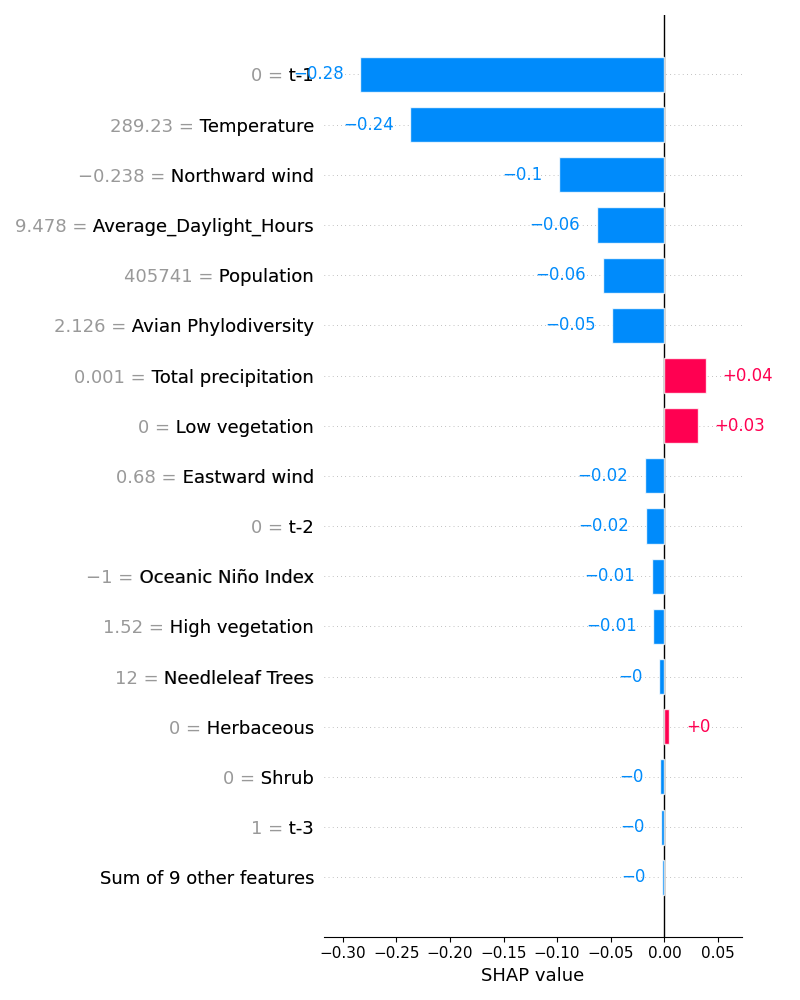 0 = t-1 −0.28
289.23 = Temperature −0.24
−0.238 = Northward wind −0.1
9.478 = Average_Daylight_Hours −0.06
405741 = Population −0.06
2.126 = Avian Phylodiversity −0.05
0.001 = Total precipitation +0.04
0 = Low vegetation +0.03
0.68 = Eastward wind −0.02
0 = t-2 −0.02
−1 = Oceanic Niño Index −0.01
1.52 = High vegetation −0.01
12 = Needleleaf Trees −0
0 = Herbaceous +0
0 = Shrub −0
1 = t-3 −0
Sum of 9 other features −0
−0.30 −0.25 −0.20 −0.15 −0.10 −0.05 0.00 0.05
SHAP value